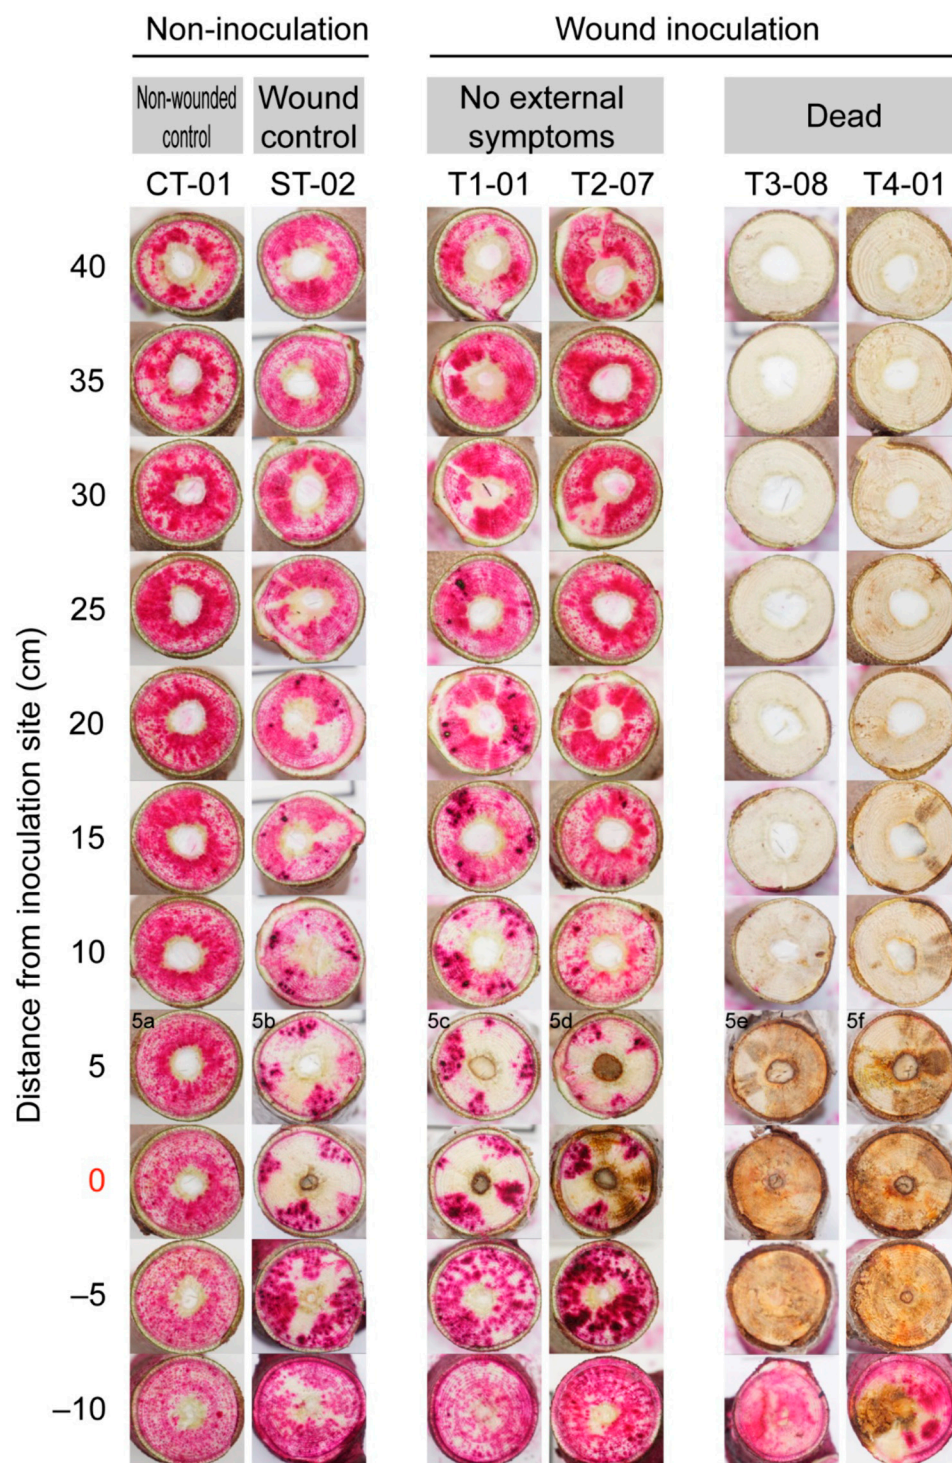 Non-inoculation Wound inoculation
Non-wounded control Wound control No external symptoms Dead
CT-01 ST-02 T1-01 T2-07 T3-08 T4-01
Distance from inoculation site (cm)
40
35
30
25
20
15
10
5a 5b 5c 5d 5e 5f
5
0
–5
–10